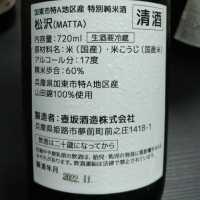 加東市特A地区産 特別純米酒
松沢(MATTA)
清酒
内容量/720ml
生酒要冷蔵
原材料名/米(国産)・米こうじ(国産米)
アルコール分/17度
精米歩合/60%
兵庫県加東市特A地区産
山田錦100%使用
製造者:壺坂酒造株式会社
兵庫県姫路市夢前町前之庄1418-1
飲酒は二十歳になってから
製造年月
2022.11